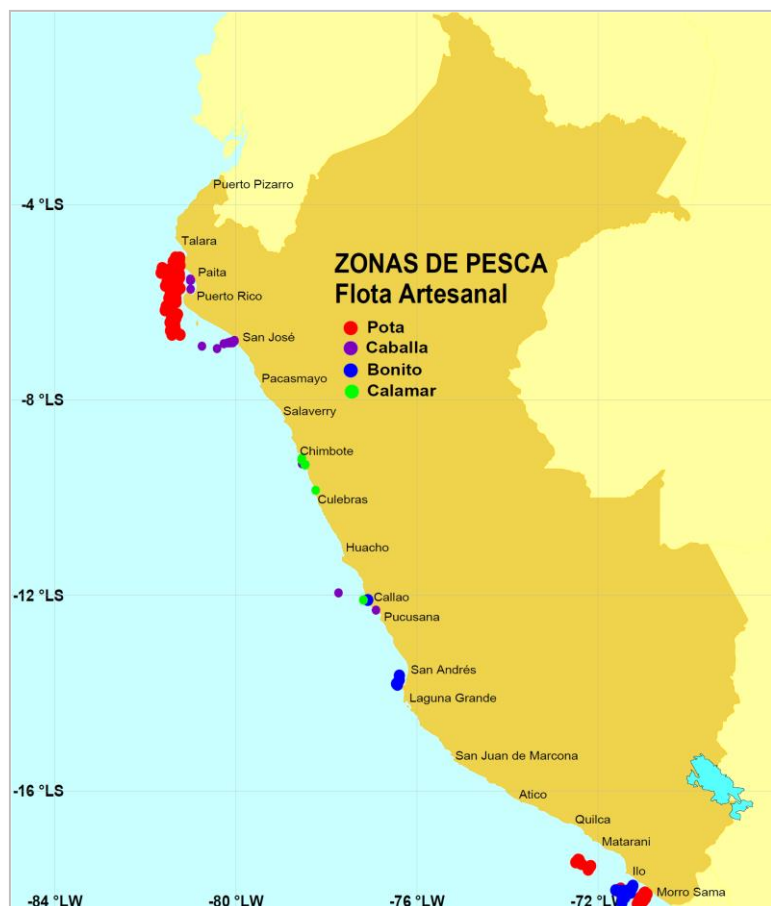 Puerto Pizarro
-4 °LS
Talara
ZONAS DE PESCA
Flota Artesanal
Paita
Puerto Rico
Pota
San José
Caballa
Bonito
Pacasmayo
Calamar
-8 °LS
Salaverry
Chimbote
Culebras
Huacho
-12 °LS
Callao
Pucusana
San Andrés
Laguna Grande
San Juan de Marcona
-16 °LS
Atico
Quilca
Matarani
Ilo
Morro Sama
-84 °LW
-80 °LW
-76 °LW
-72 °LW